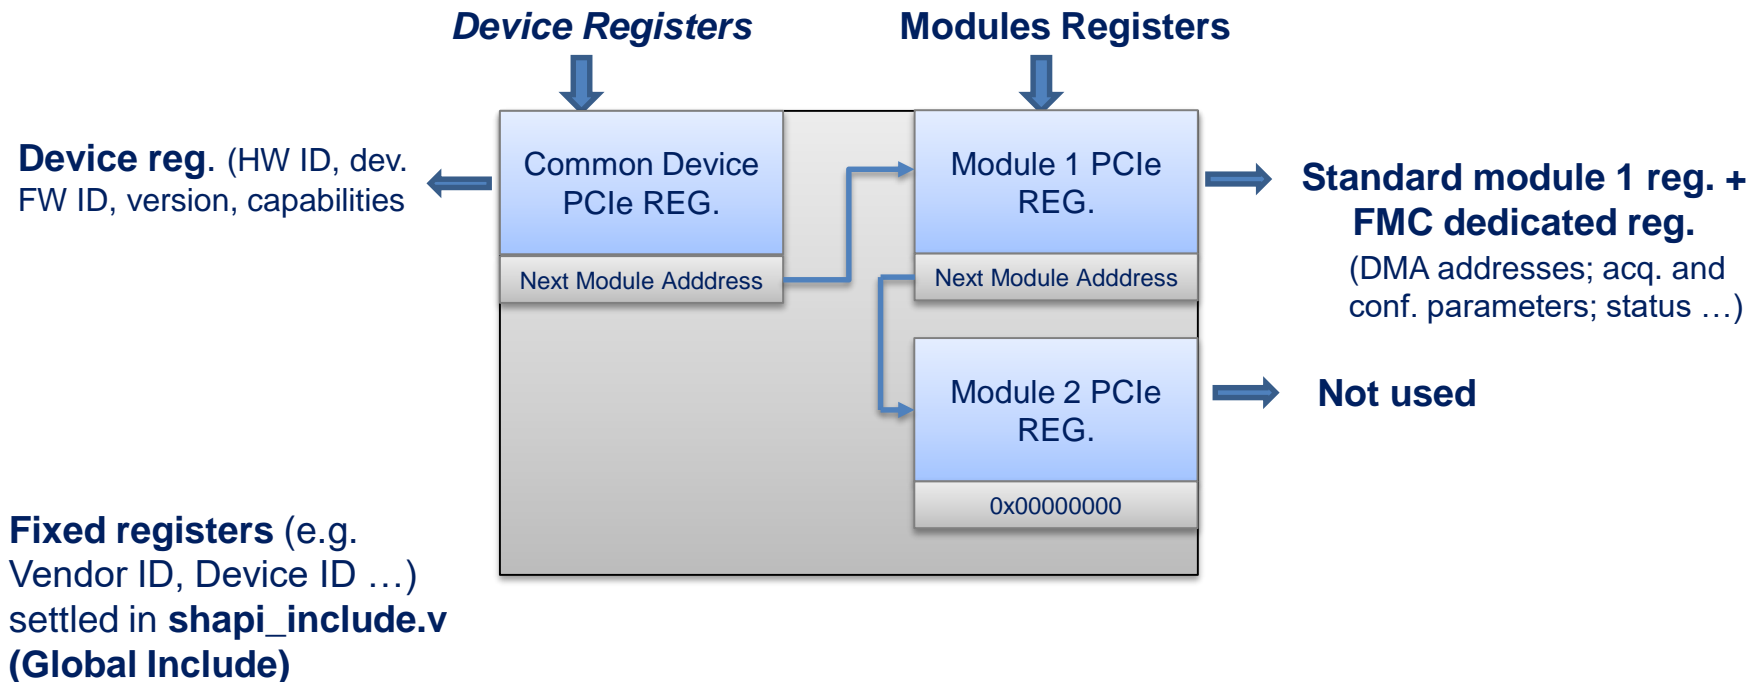 Device Registers
Modules Registers
Device reg. (HW ID, dev.
FW ID, version, capabilities
Common Device
PCIe REG.
Next Module Adddress
Module 1 PCIe
REG.
Next Module Adddress
Standard module 1 reg. +
FMC dedicated reg.
(DMA addresses; acq. and
conf. parameters; status …)
Module 2 PCIe
REG.
0x00000000
Not used
Fixed registers (e.g.
Vendor ID, Device ID …)
settled in shapi_include.v
(Global Include)